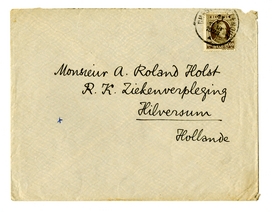 Monsieur A. Roland Holst
R. K. Ziekenverpleging
Hilversum
Hollande